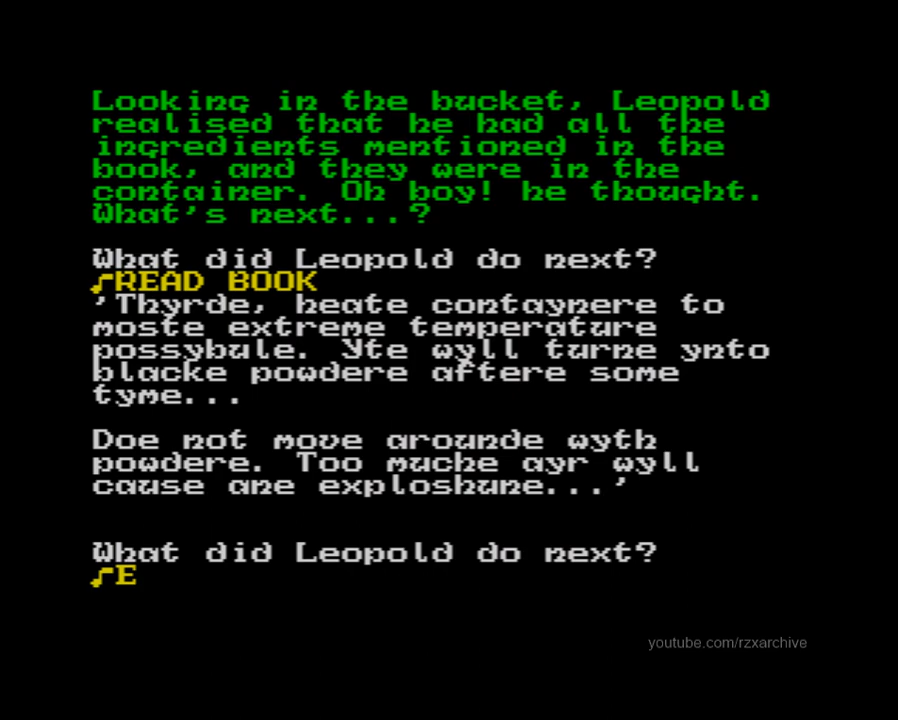 Looking in the bucket, Leopold
realised that he had all the
ingredients mentioned in the
book, and they were in the
container. Oh boy! he thought.
What's next...?
What did Leopold do next?
READ BOOK
'Thyrde, heate contaynere to
moste extreme temperature
possybule. Yte wyll turne ynto
blacke powdere aftere some
tyme...
Doe not move arounde wyth
powdere. Too muche ayr wyll
cause ane exploshune...'
What did Leopold do next?
E
youtube.com/rzxarchive